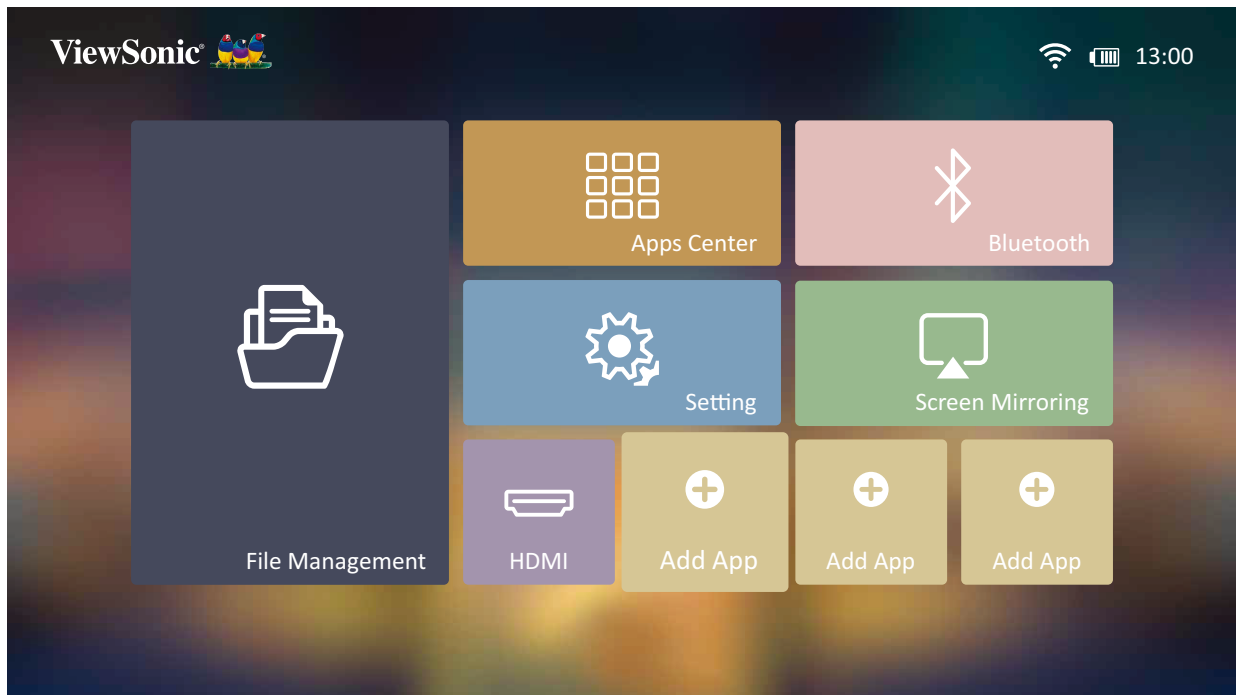 ViewSonic®
13:00
Apps Center
Bluetooth
Setting
Screen Mirroring
File Management
HDMI
Add App
Add App
Add App